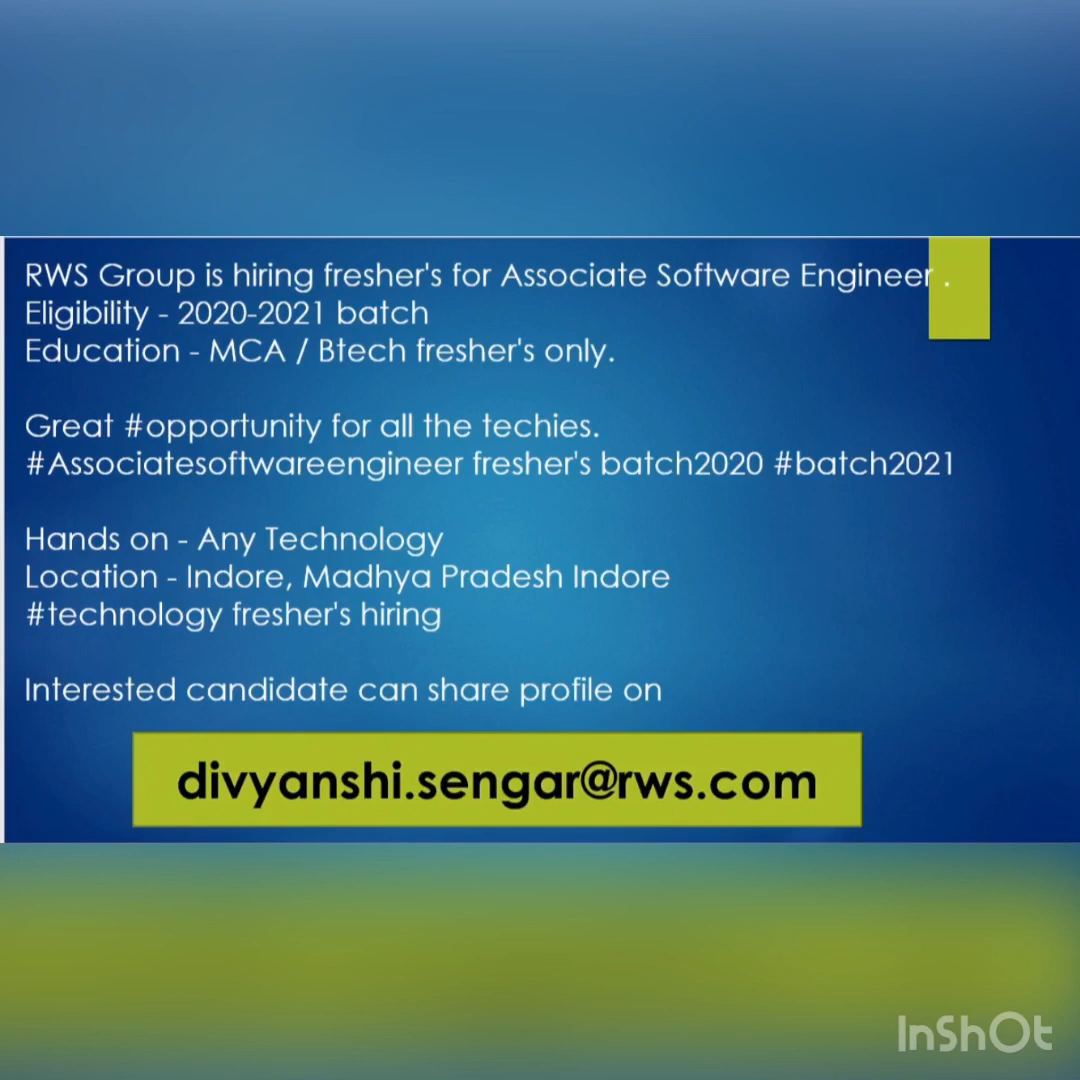 RWS Group is hiring fresher's for Associate Software Engineer .
Eligibility - 2020-2021 batch
Education - MCA / Btech fresher's only.
Great #opportunity for all the techies.
#Associatesoftwareengineer fresher's batch2020 #batch2021
Hands on - Any Technology
Location - Indore, Madhya Pradesh Indore
#technology fresher's hiring
Interested candidate can share profile on
divyanshi.sengar@rws.com
InShOt